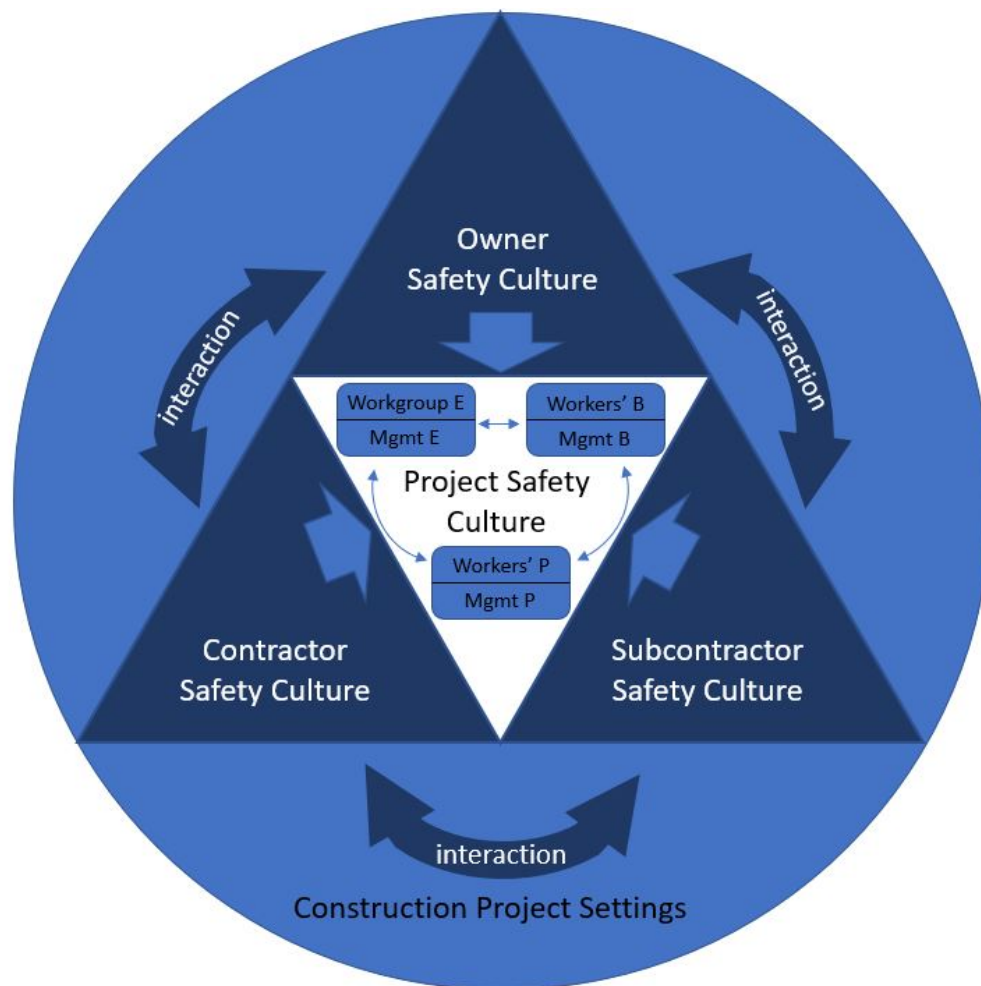 Owner
Safety Culture
interaction
interaction
Workgroup E
Mgmt E
Workers' B
Mgmt B
Project Safety
Culture
Workers' P
Mgmt P
Contractor
Safety Culture
Subcontractor
Safety Culture
interaction
Construction Project Settings